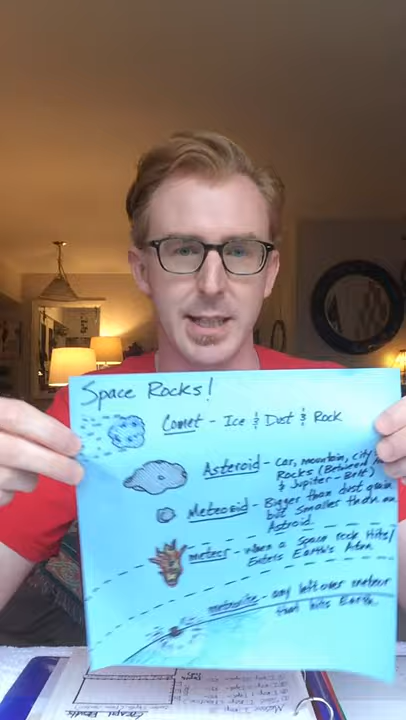 Space Rocks!
Comet - Ice & Dust & Rock
Asteroid - Car, mountain, city
Rocks (Between
& Jupiter - Belt)
Meteoroid - Bigger than dust grain
but smaller than an
Astroid.
meteor - when a Space rock Hits/
Enters Earth's Atm.
meteorite - any left over meteor
that hits Earth.